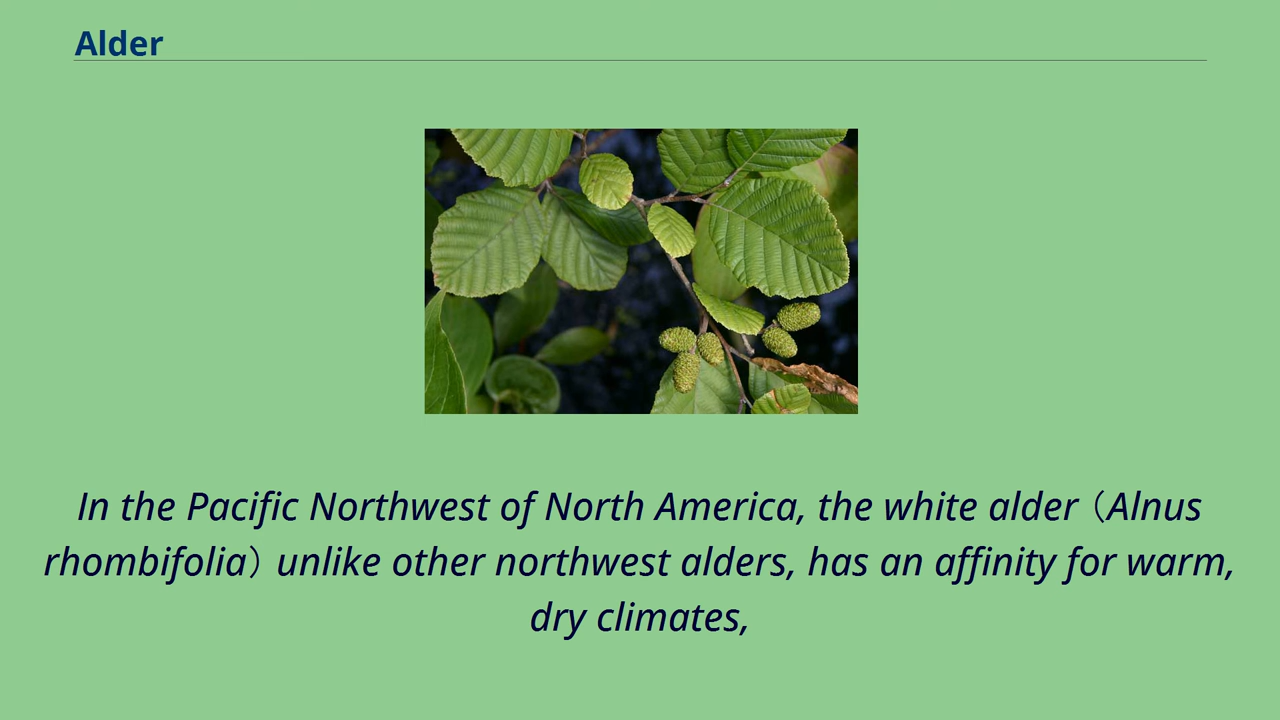 Alder
In the Pacific Northwest of North America, the white alder（Alnus
rhombifolia）unlike other northwest alders, has an affinity for warm,
dry climates,